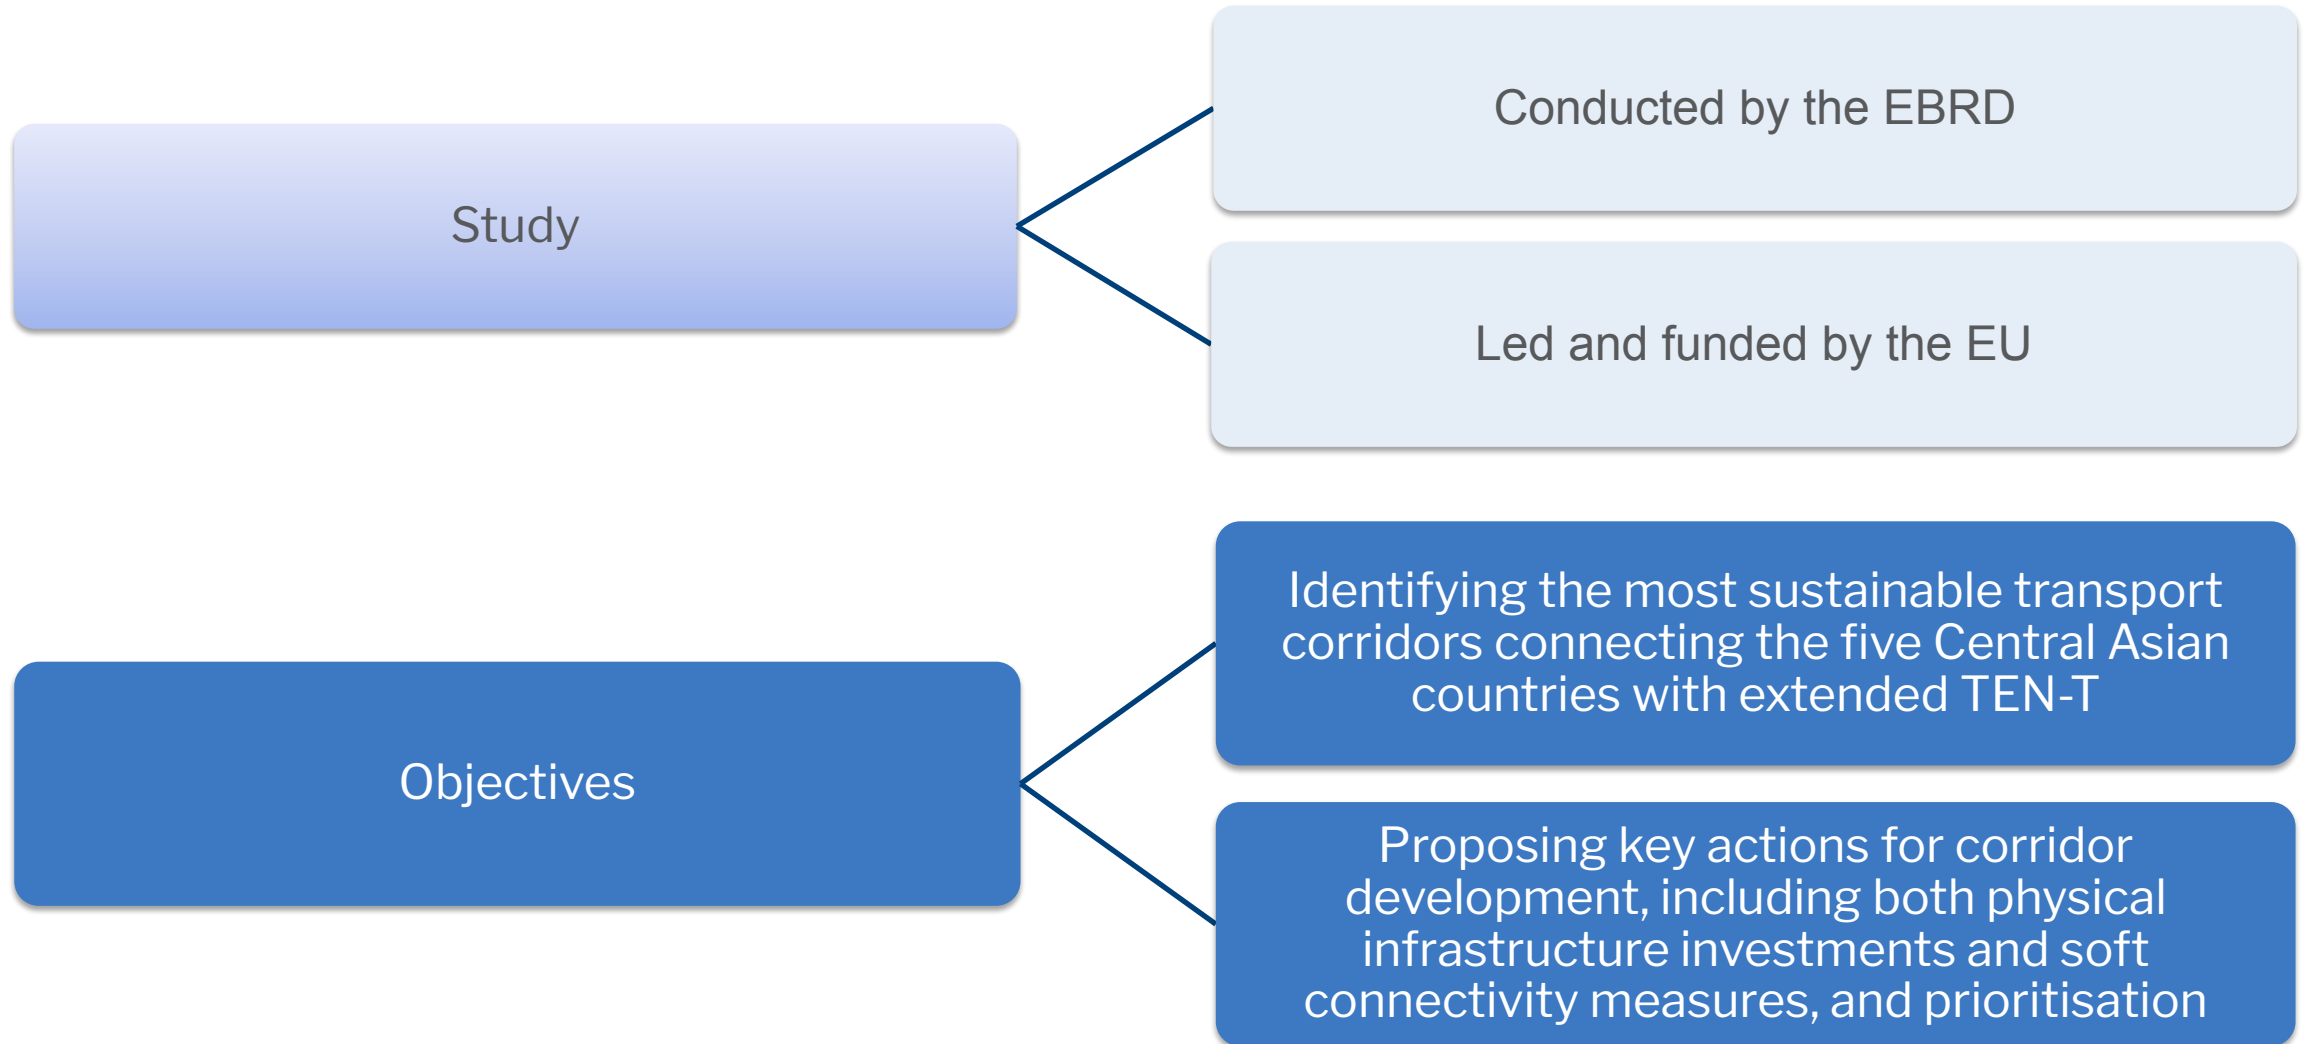 Study
Conducted by the EBRD
Led and funded by the EU
Objectives
Identifying the most sustainable transport
corridors connecting the five Central Asian
countries with extended TEN-T
Proposing key actions for corridor
development, including both physical
infrastructure investments and soft
connectivity measures, and prioritisation